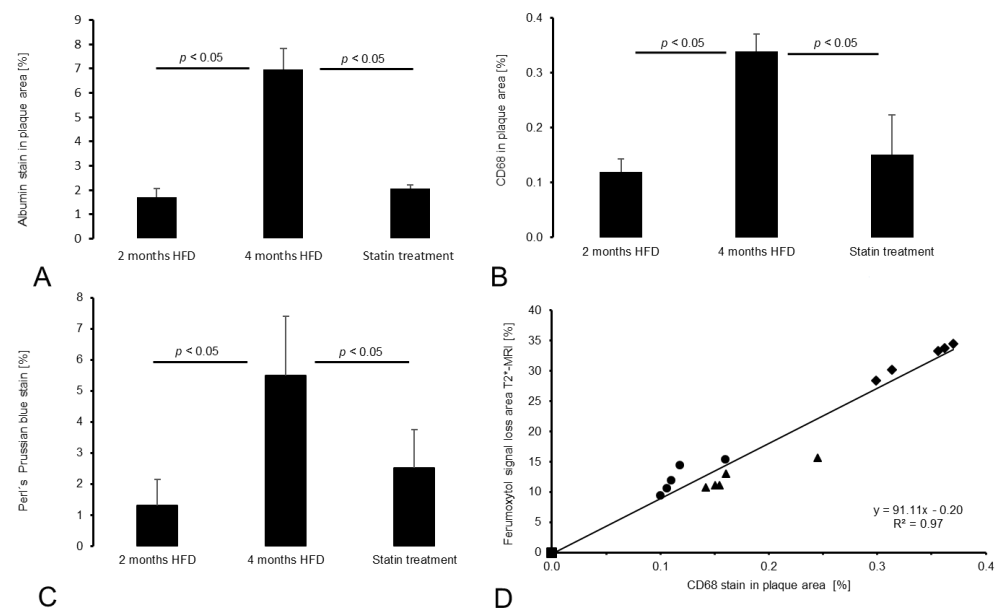 9
8
7
6
5
4
3
2
1
0
Albumin stain in plaque area [%]
p < 0.05
p < 0.05
2 months HFD
4 months HFD
Statin treatment
A
0.4
0.3
0.2
0.1
0.0
CD68 in plaque area [%]
p < 0.05
p < 0.05
2 months HFD
4 months HFD
Statin treatment
B
8
7
6
5
4
3
2
1
0
Perl´s Prussian blue stain [%]
p < 0.05
p < 0.05
2 months HFD
4 months HFD
Statin treatment
C
40
35
30
25
20
15
10
5
0
Ferumoxytol signal loss area T2*-MRI [%]
y = 91.11x - 0.20
R² = 0.97
0.0
0.1
0.2
0.3
0.4
CD68 stain in plaque area [%]
D